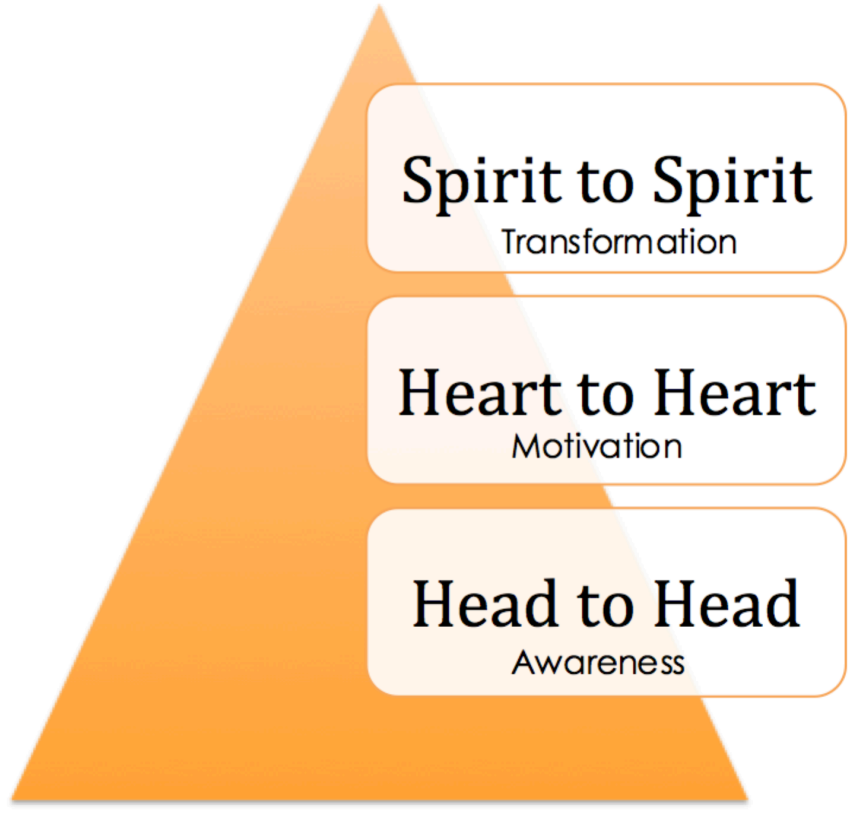 Spirit to Spirit
Transformation
Heart to Heart
Motivation
Head to Head
Awareness